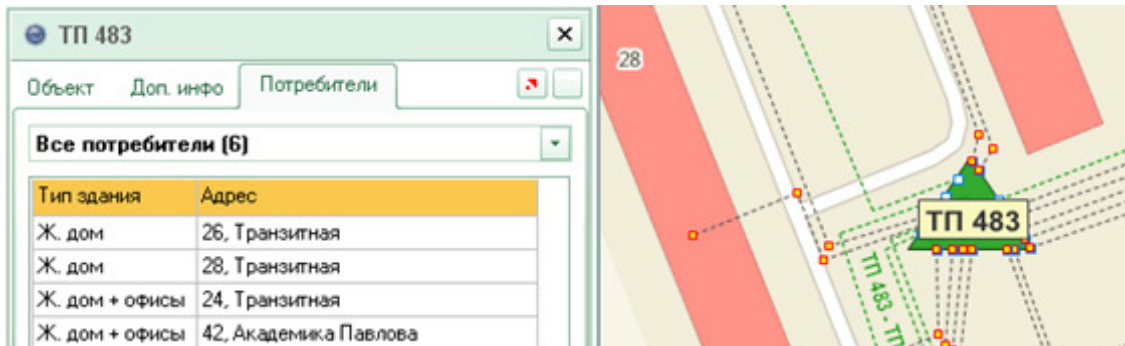 ТП 483
Объект
Доп. инфо
Потребители
Все потребители (6)
Тип здания
Адрес
Ж. дом
26, Транзитная
Ж. дом
28, Транзитная
Ж. дом + офисы
24, Транзитная
Ж. дом + офисы
42, Академика Павлова
28
ТП 483
ТП 483 - ТП